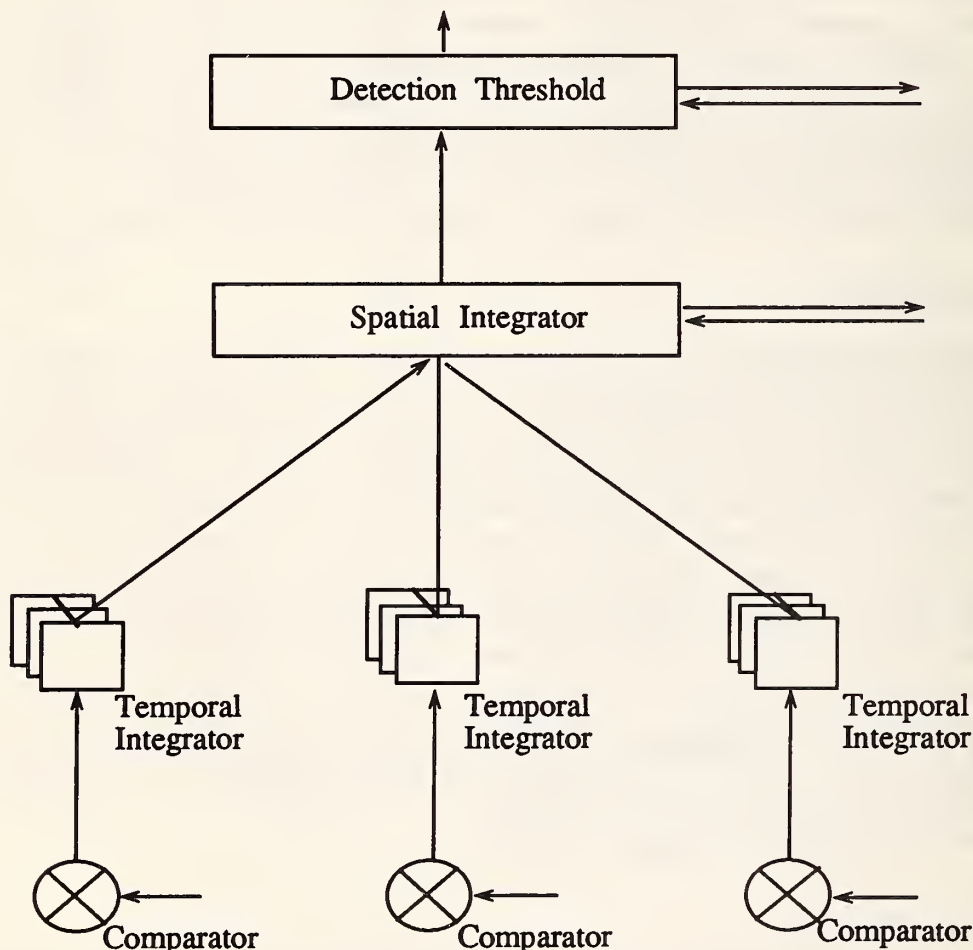 Detection Threshold
Spatial Integrator
Temporal
Integrator
Temporal
Integrator
Temporal
Integrator
Comparator
Comparator
Comparator